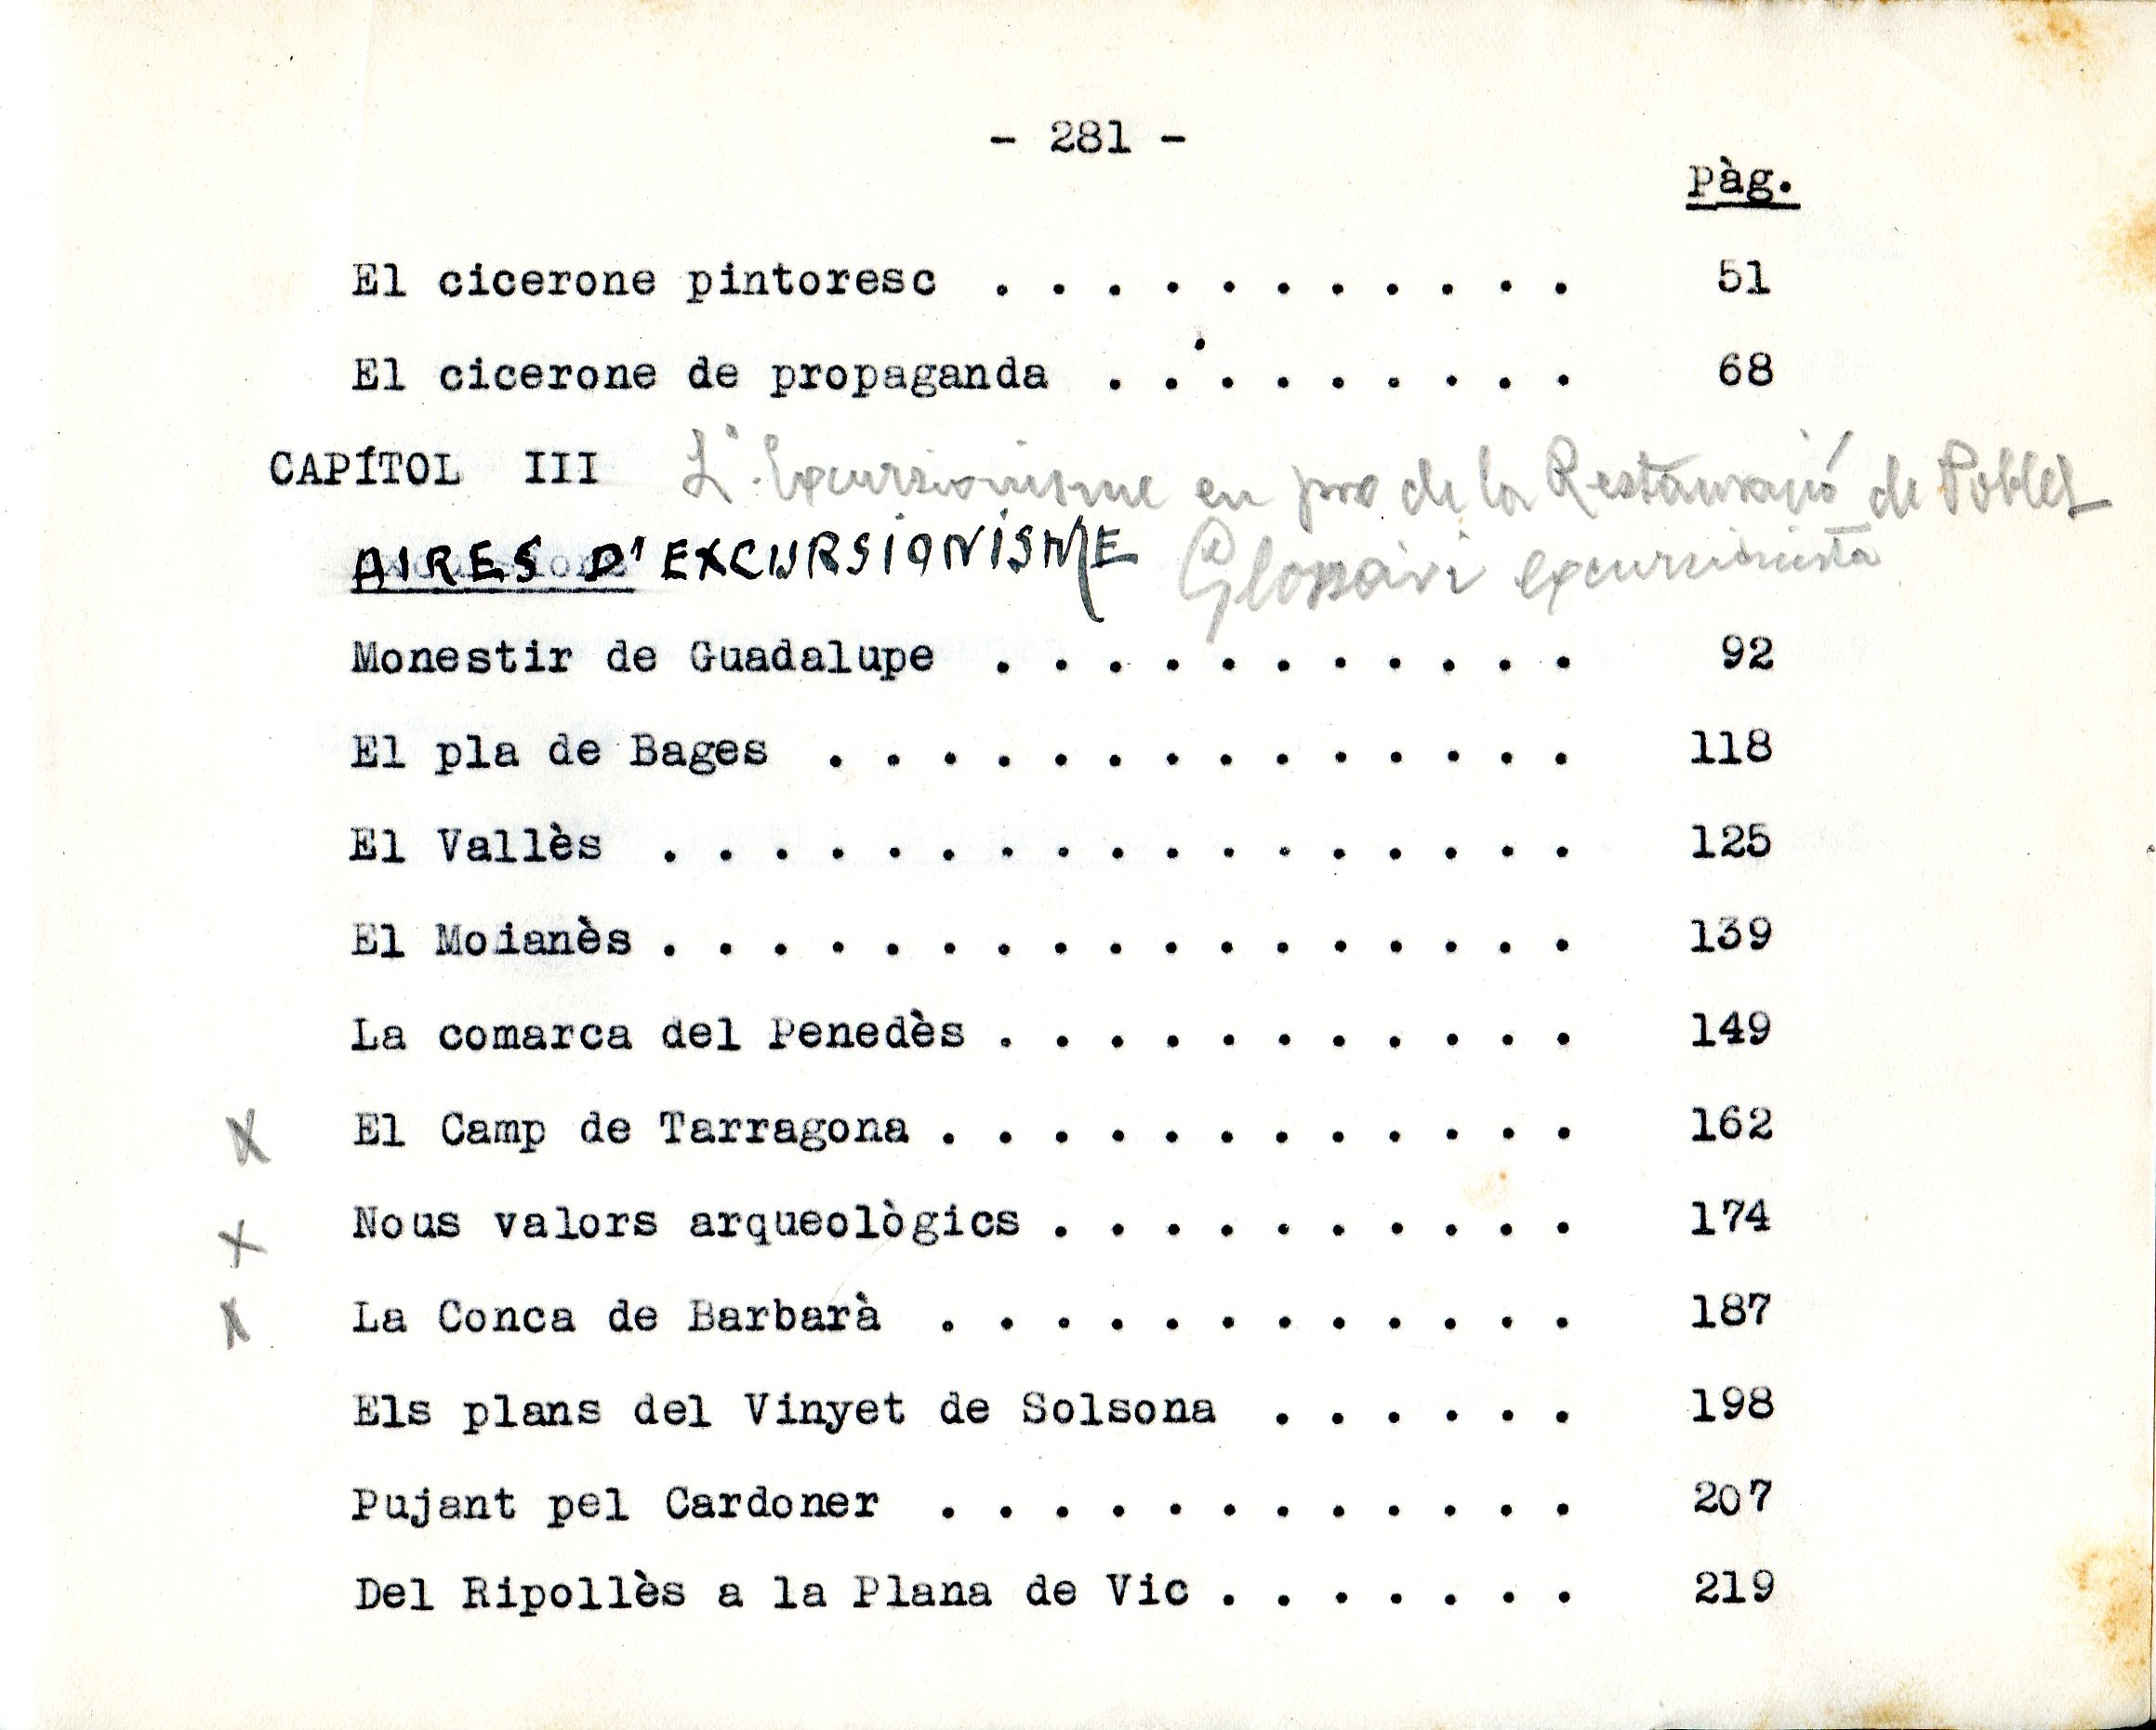 - 281 -
Pàg.
El cicerone pintoresc . . . . . . . . . . . 51
El cicerone de propaganda . . . . . . . . . 68
CAPÍTOL III L'Excursionisme en pro de la Restauració de Poblet
AIRES D'EXCURSIONISME Glossari excursionista
Monestir de Guadalupe . . . . . . . . . . . 92
El pla de Bages . . . . . . . . . . . . . . 118
El Vallès . . . . . . . . . . . . . . . . . 125
El Moianès . . . . . . . . . . . . . . . . . 139
La comarca del Penedès . . . . . . . . . . . 149
X El Camp de Tarragona . . . . . . . . . . . . 162
X Nous valors arqueològics . . . . . . . . . . 174
X La Conca de Barbarà . . . . . . . . . . . . 187
Els plans del Vinyet de Solsona . . . . . . 198
Pujant pel Cardoner . . . . . . . . . . . . 207
Del Ripollès a la Plana de Vic . . . . . . . 219